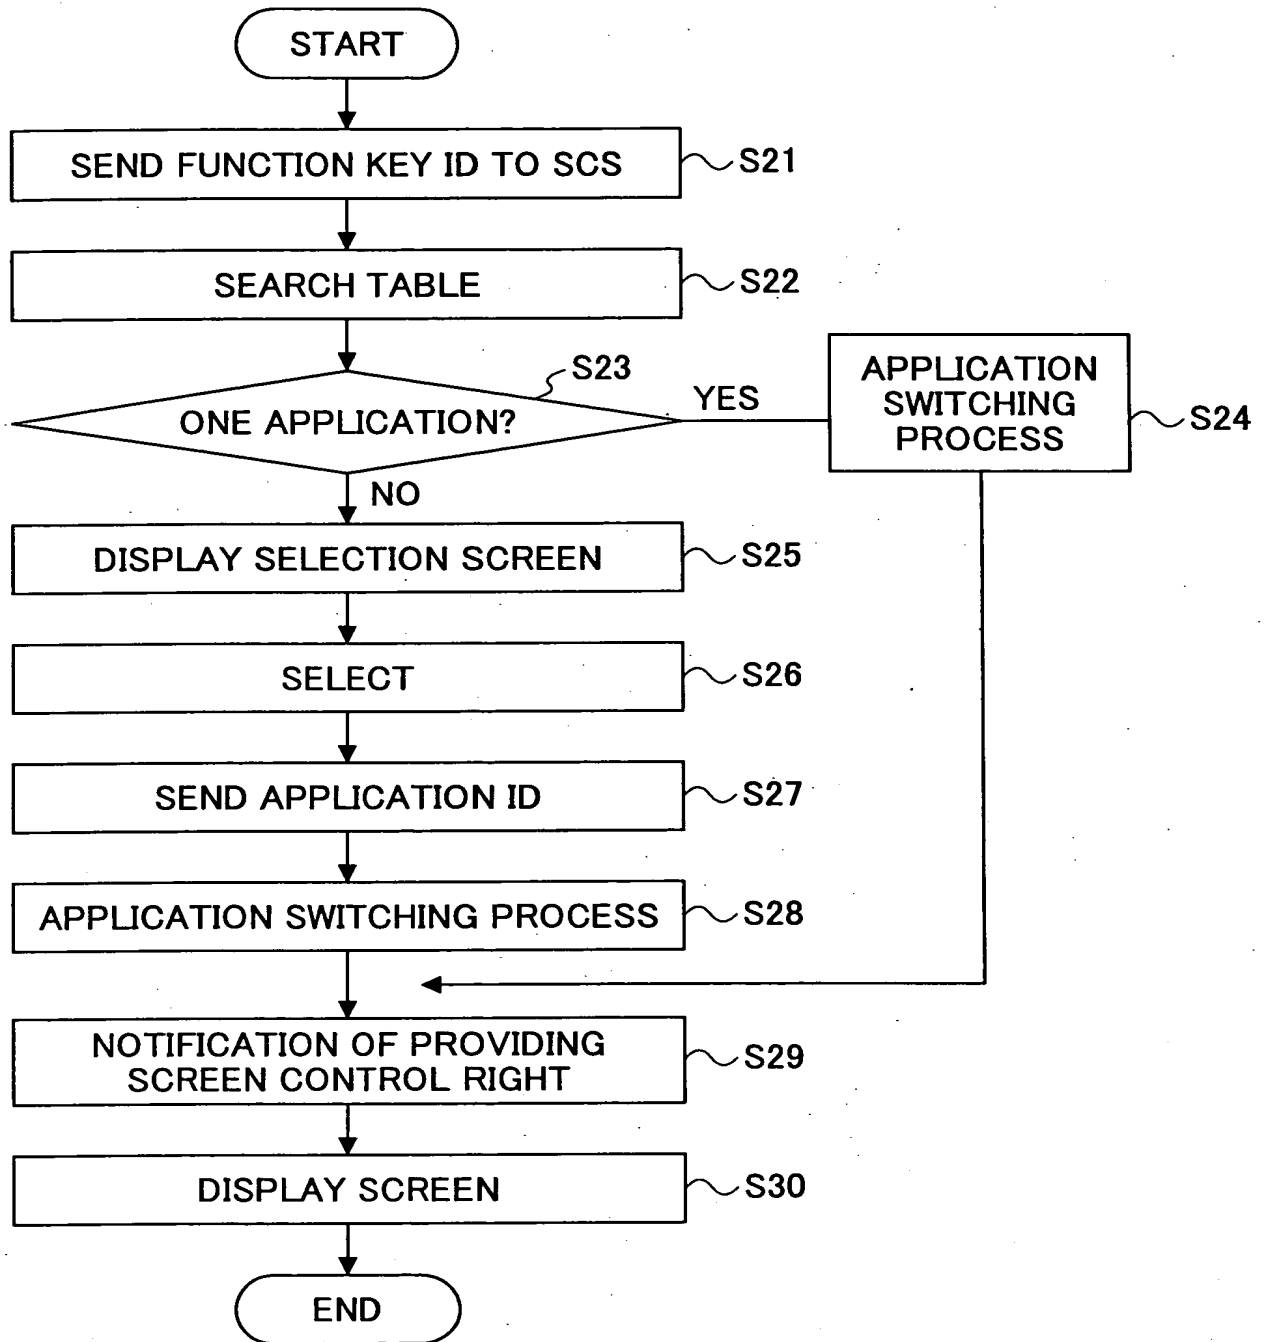 START
SEND FUNCTION KEY ID TO SCS
S21
SEARCH TABLE
S22
S23
ONE APPLICATION?
YES
APPLICATION
SWITCHING
PROCESS
S24
NO
DISPLAY SELECTION SCREEN
S25
SELECT
S26
SEND APPLICATION ID
S27
APPLICATION SWITCHING PROCESS
S28
NOTIFICATION OF PROVIDING
SCREEN CONTROL RIGHT
S29
DISPLAY SCREEN
S30
END